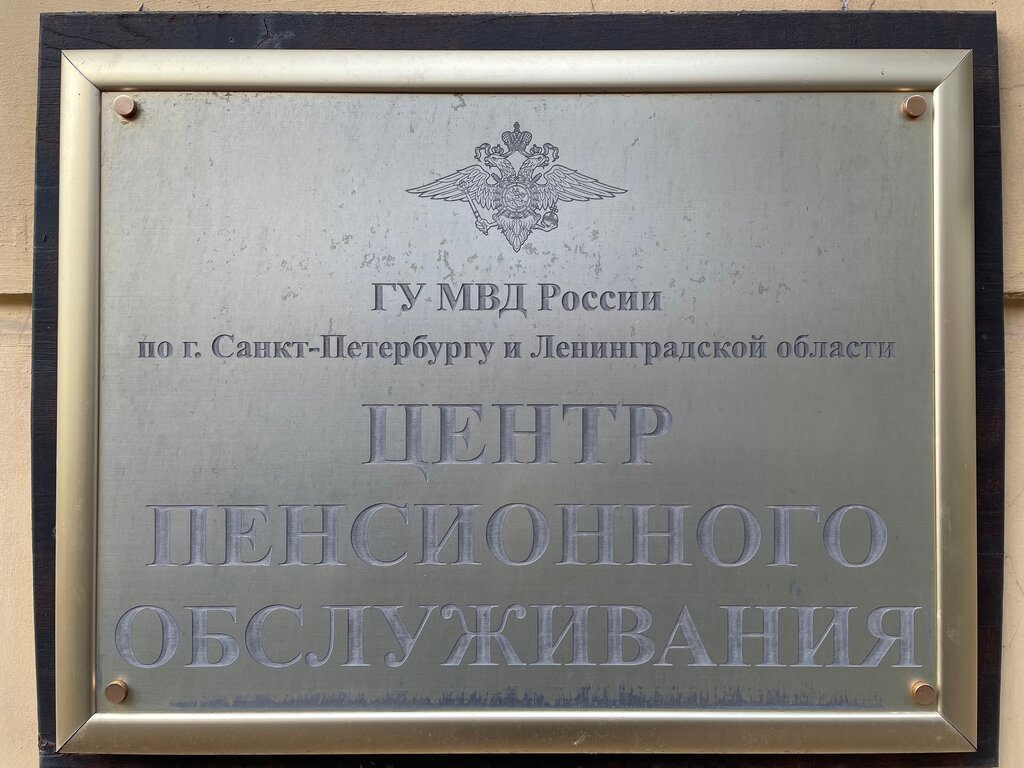 ГУ МВД России
по г. Санкт-Петербургу и Ленинградской области
ЦЕНТР
ПЕНСИОННОГО
ОБСЛУЖИВАНИЯ